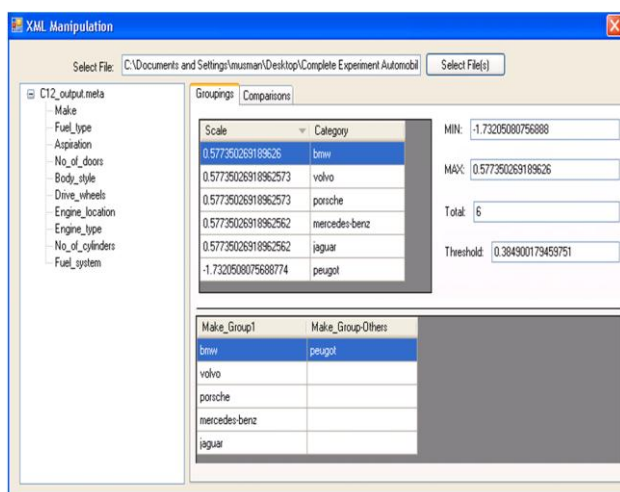 XML Manipulation
Select File: C:\Documents and Settings\musman\Desktop\Complete Experiment Automobil Select File(s)
C12_output.meta
Make
Fuel_type
Aspiration
No_of_doors
Body_style
Drive_wheels
Engine_location
Engine_type
No_of_cylinders
Fuel_system
Groupings Comparisons
Scale Category
0.577350269189626 bmw
0.57735026918962573 volvo
0.57735026918962573 porsche
0.57735026918962562 mercedes-benz
0.57735026918962562 jaguar
-1.7320508075688774 peugot
MIN: -1.73205080756888
MAX: 0.577350269189626
Total: 6
Threshold: 0.384900179459751
Make_Group1 Make_Group-Others
bmw peugot
volvo
porsche
mercedes-benz
jaguar